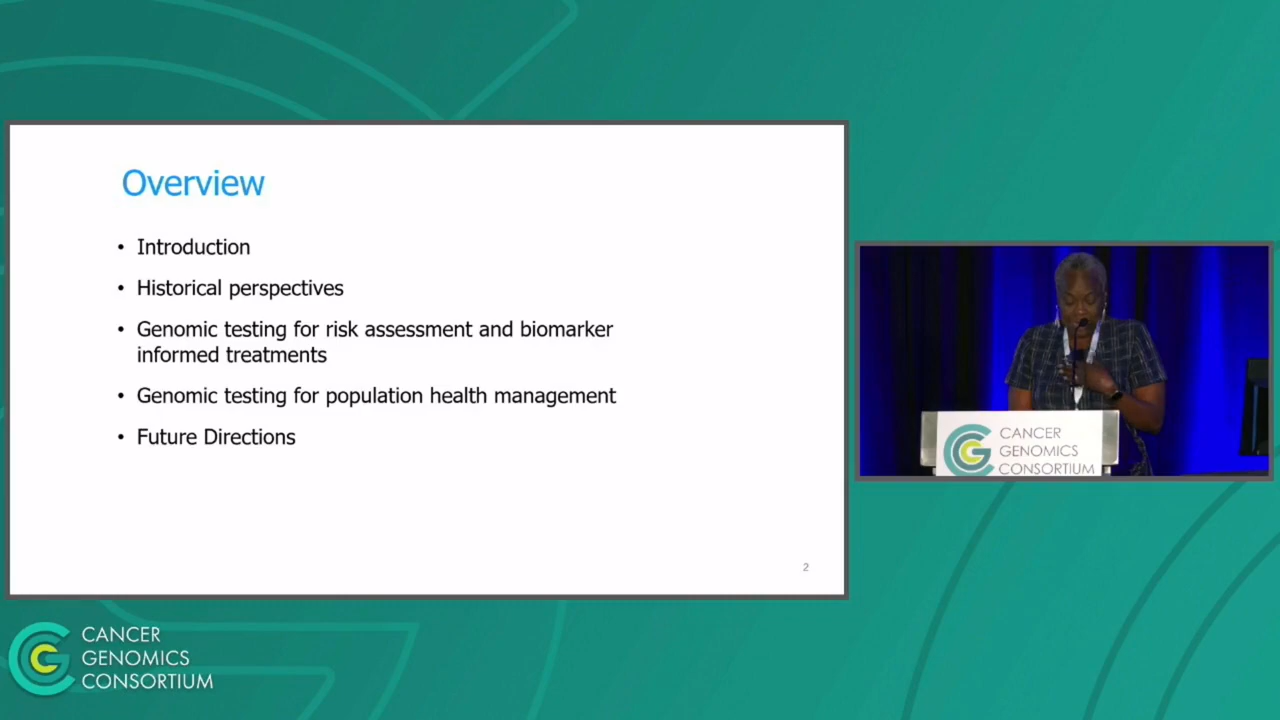 Overview
• Introduction
• Historical perspectives
• Genomic testing for risk assessment and biomarker
informed treatments
• Genomic testing for population health management
• Future Directions
2
CANCER
GENOMICS
CONSORTIUM
CANCER
GENOMICS
CONSORTIUM